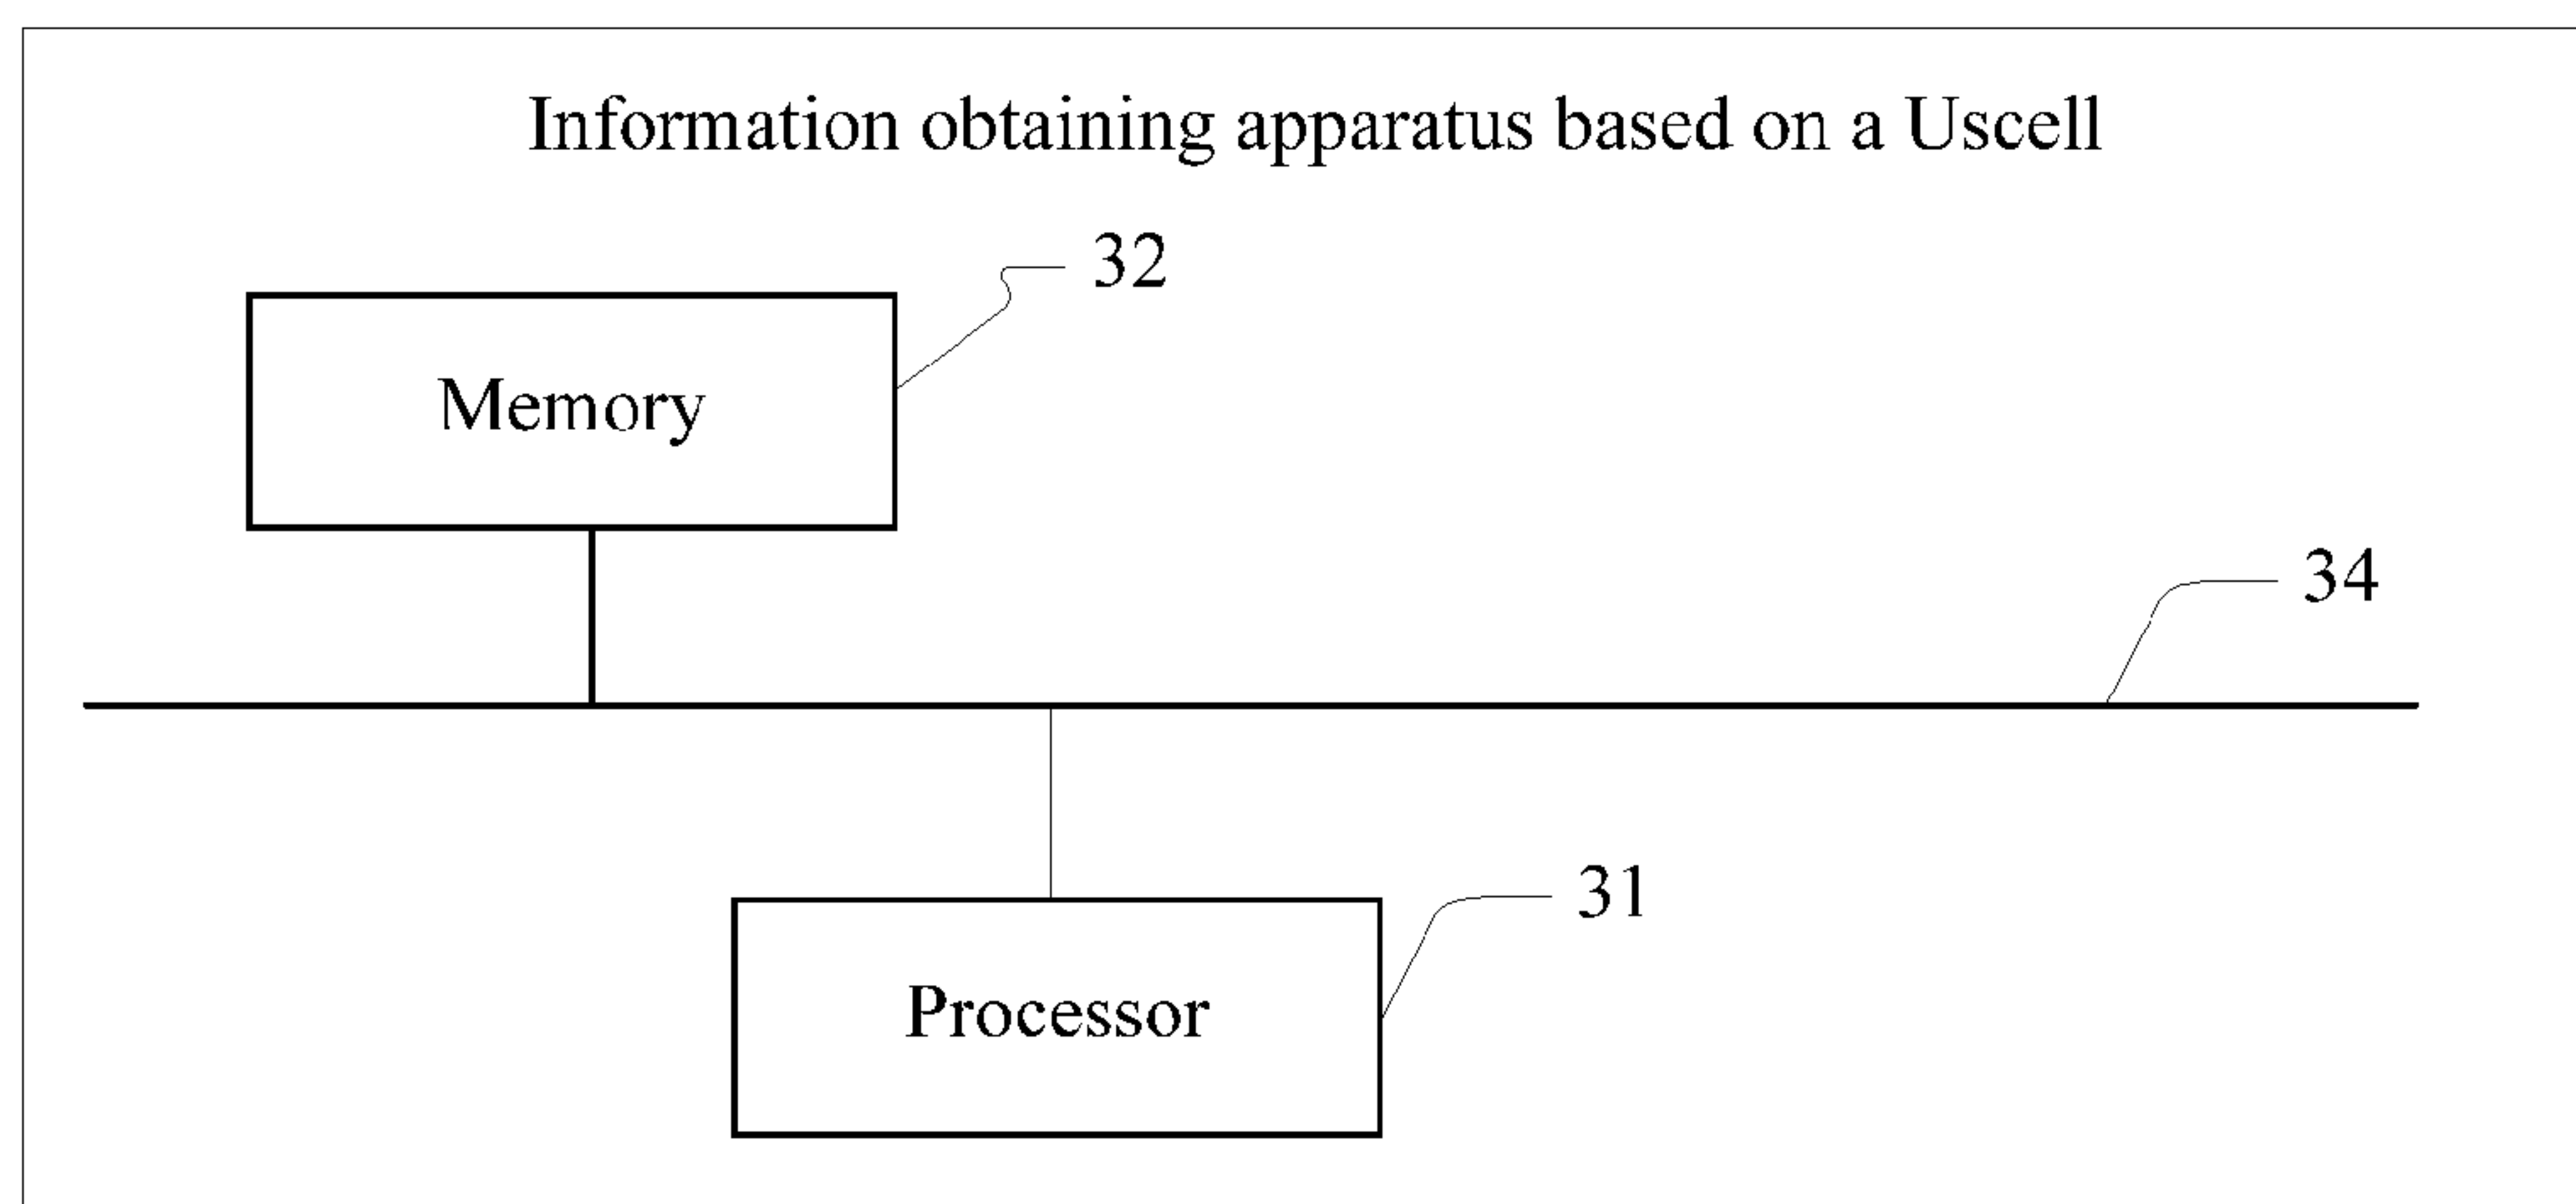 Information obtaining apparatus based on a Uscell
32
Memory
34
31
Processor